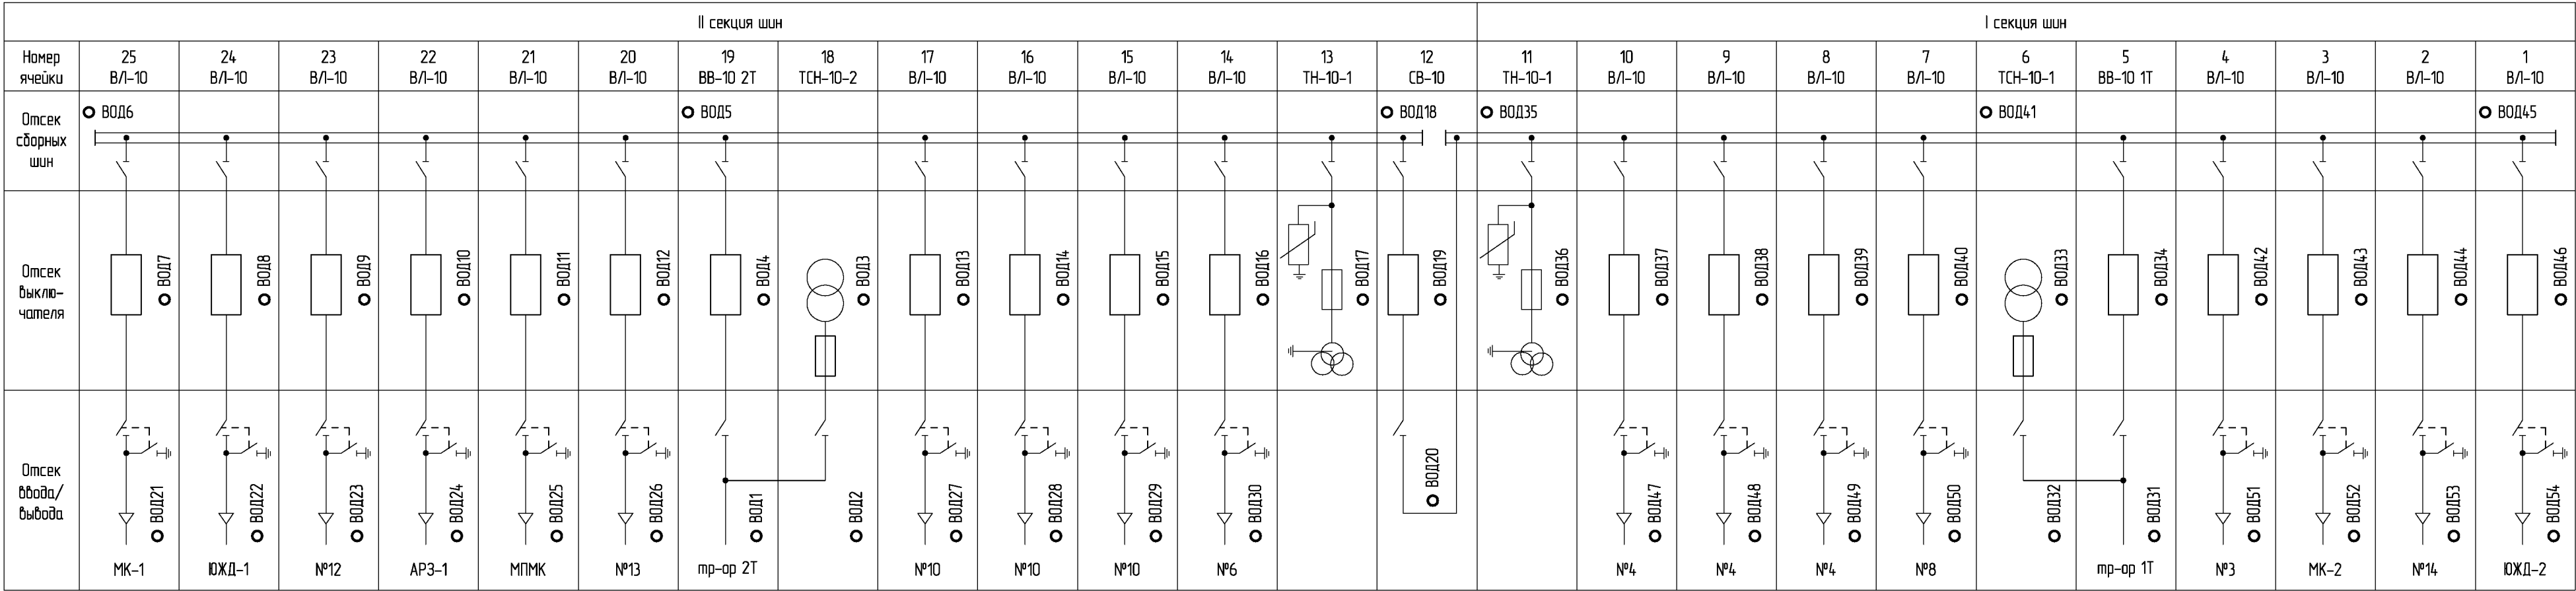 II секция шин
I секция шин
Номер
ячейки
25
ВЛ-10
24
ВЛ-10
23
ВЛ-10
22
ВЛ-10
21
ВЛ-10
20
ВЛ-10
19
ВВ-10 2Т
18
ТСН-10-2
17
ВЛ-10
16
ВЛ-10
15
ВЛ-10
14
ВЛ-10
13
ТН-10-1
12
СВ-10
11
ТН-10-1
10
ВЛ-10
9
ВЛ-10
8
ВЛ-10
7
ВЛ-10
6
ТСН-10-1
5
ВВ-10 1Т
4
ВЛ-10
3
ВЛ-10
2
ВЛ-10
1
ВЛ-10
Отсек
сборных
шин
ВОД6
ВОД5
ВОД18
ВОД35
ВОД41
ВОД45
Отсек
выклю-
чателя
ВОД7
ВОД8
ВОД9
ВОД10
ВОД11
ВОД12
ВОД4
ВОД3
ВОД13
ВОД14
ВОД15
ВОД16
ВОД17
ВОД19
ВОД36
ВОД37
ВОД38
ВОД39
ВОД40
ВОД33
ВОД34
ВОД42
ВОД43
ВОД44
ВОД46
Отсек
ввода/
вывода
ВОД21
ВОД22
ВОД23
ВОД24
ВОД25
ВОД26
ВОД1
ВОД2
ВОД27
ВОД28
ВОД29
ВОД30
ВОД20
ВОД47
ВОД48
ВОД49
ВОД50
ВОД32
ВОД31
ВОД51
ВОД52
ВОД53
ВОД54
МК-1
ЮЖД-1
№12
АРЗ-1
МПМК
№13
тр-ор 2Т
№10
№10
№10
№6
№4
№4
№4
№8
тр-ор 1Т
№3
МК-2
№14
ЮЖД-2